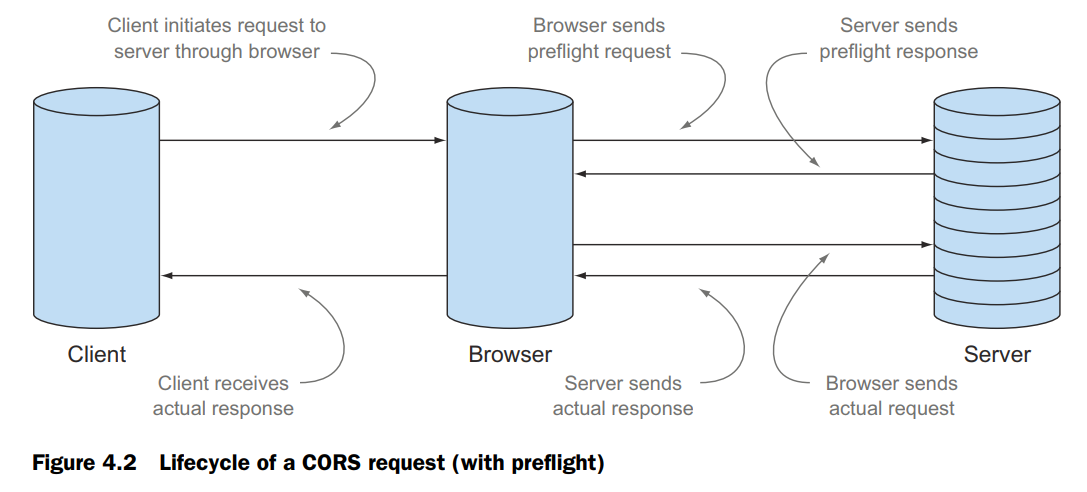 Client initiates request to
server through browser
Browser sends
preflight request
Server sends
preflight response
Client
Browser
Server
Client receives
actual response
Server sends
actual response
Browser sends
actual request
Figure 4.2 Lifecycle of a CORS request (with preflight)